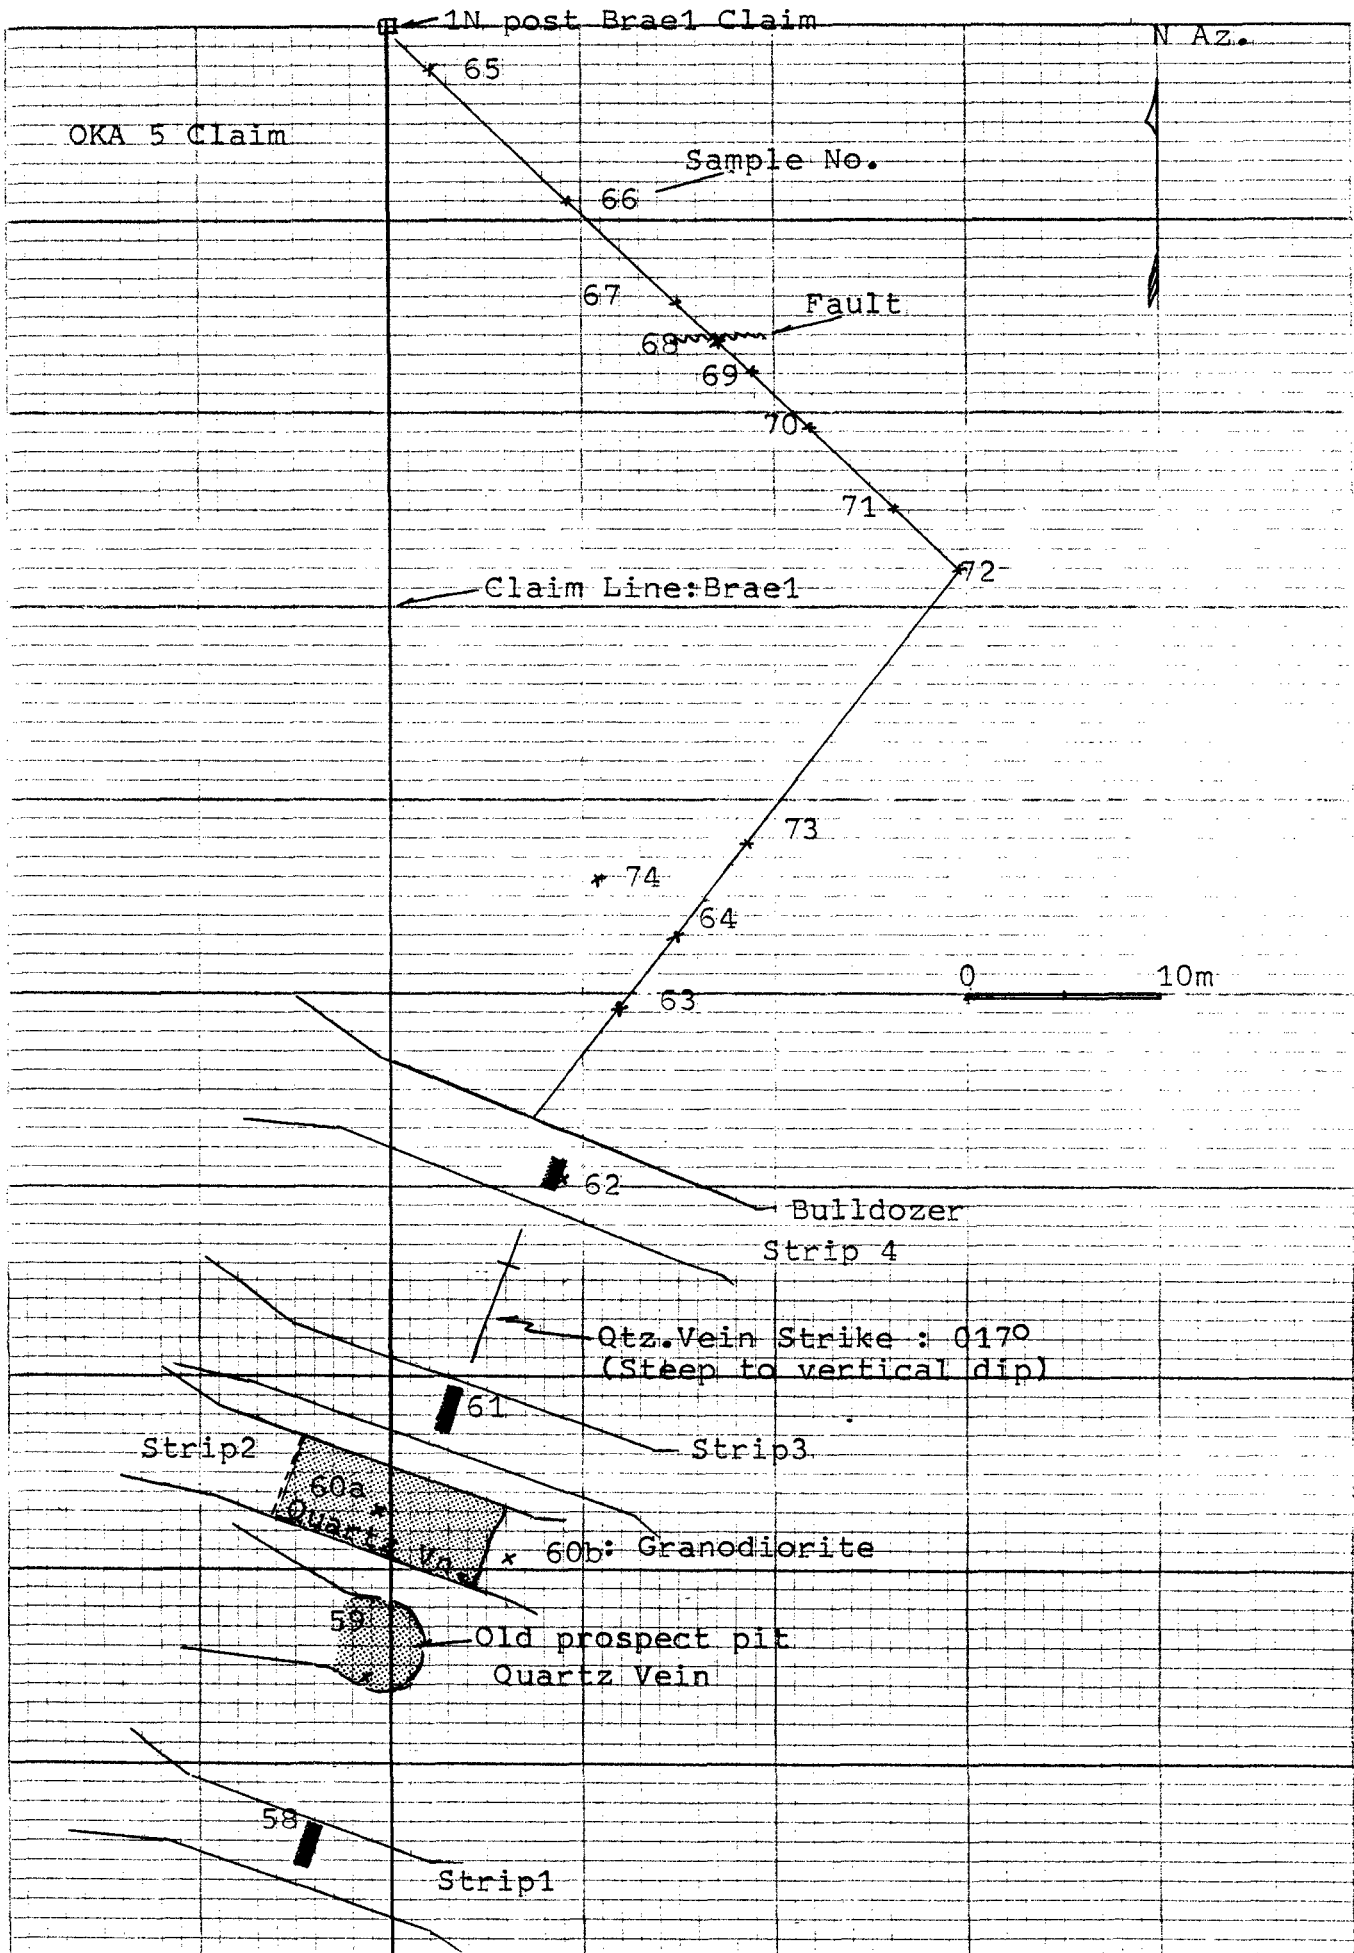 1N post Brae1 Claim
N Az.
65
OKA 5 Claim
Sample No.
66
67
Fault
68
69
70
71
72
Claim Line:Brae1
73
74
64
0 10m
63
62
Bulldozer
Strip 4
Qtz.Vein Strike : 017°
(Steep to vertical dip)
61
Strip2
Strip3
60a
Quartz Vn.
60b: Granodiorite
59
Old prospect pit
Quartz Vein
58
Strip1